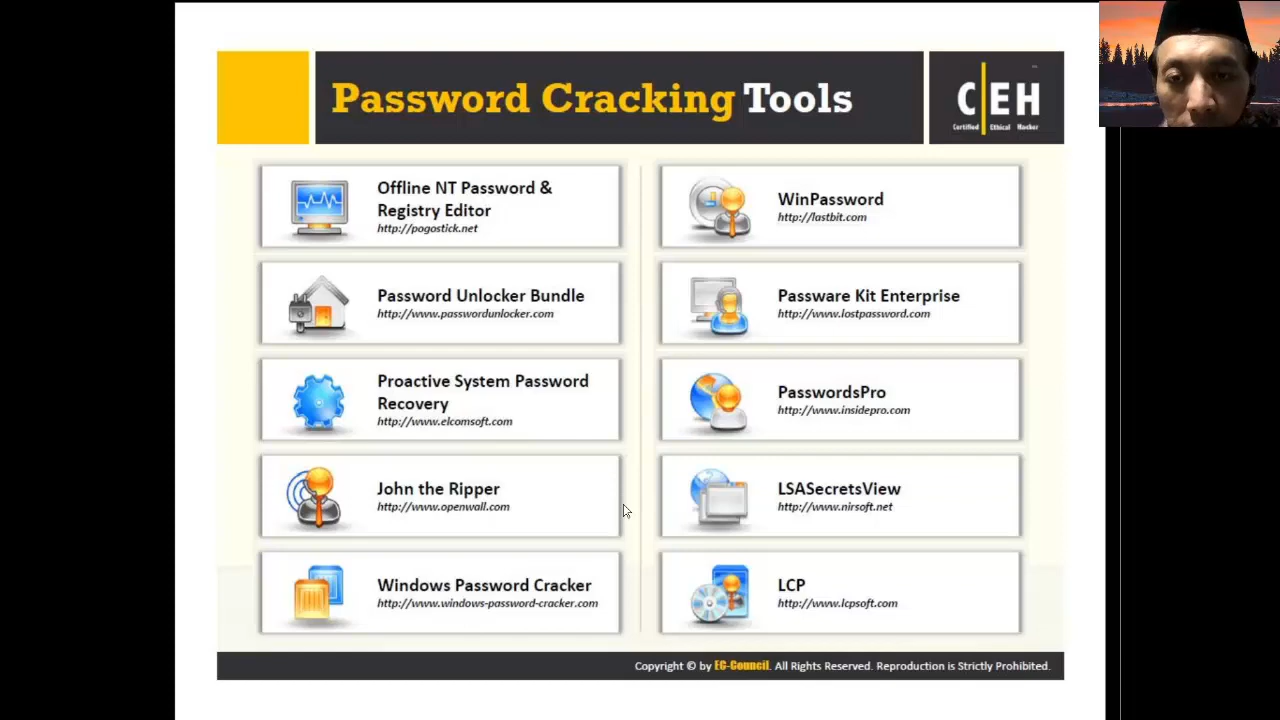 Password Cracking Tools
C|EH
Certified Ethical Hacker
Offline NT Password &
Registry Editor
http://pogostick.net
Password Unlocker Bundle
http://www.passwordunlocker.com
Proactive System Password
Recovery
http://www.elcomsoft.com
John the Ripper
http://www.openwall.com
Windows Password Cracker
http://www.windows-password-cracker.com
WinPassword
http://lastbit.com
Passware Kit Enterprise
http://www.lostpassword.com
PasswordsPro
http://www.insidepro.com
LSASecretsView
http://www.nirsoft.net
LCP
http://www.lcpsoft.com
Copyright © by EC-Council. All Rights Reserved. Reproduction is Strictly Prohibited.